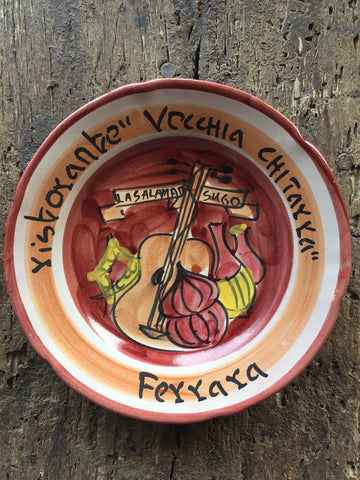 ristorante" VECCHIA CHITARRA"
LA SALAMA DA SUGO
Ferrara